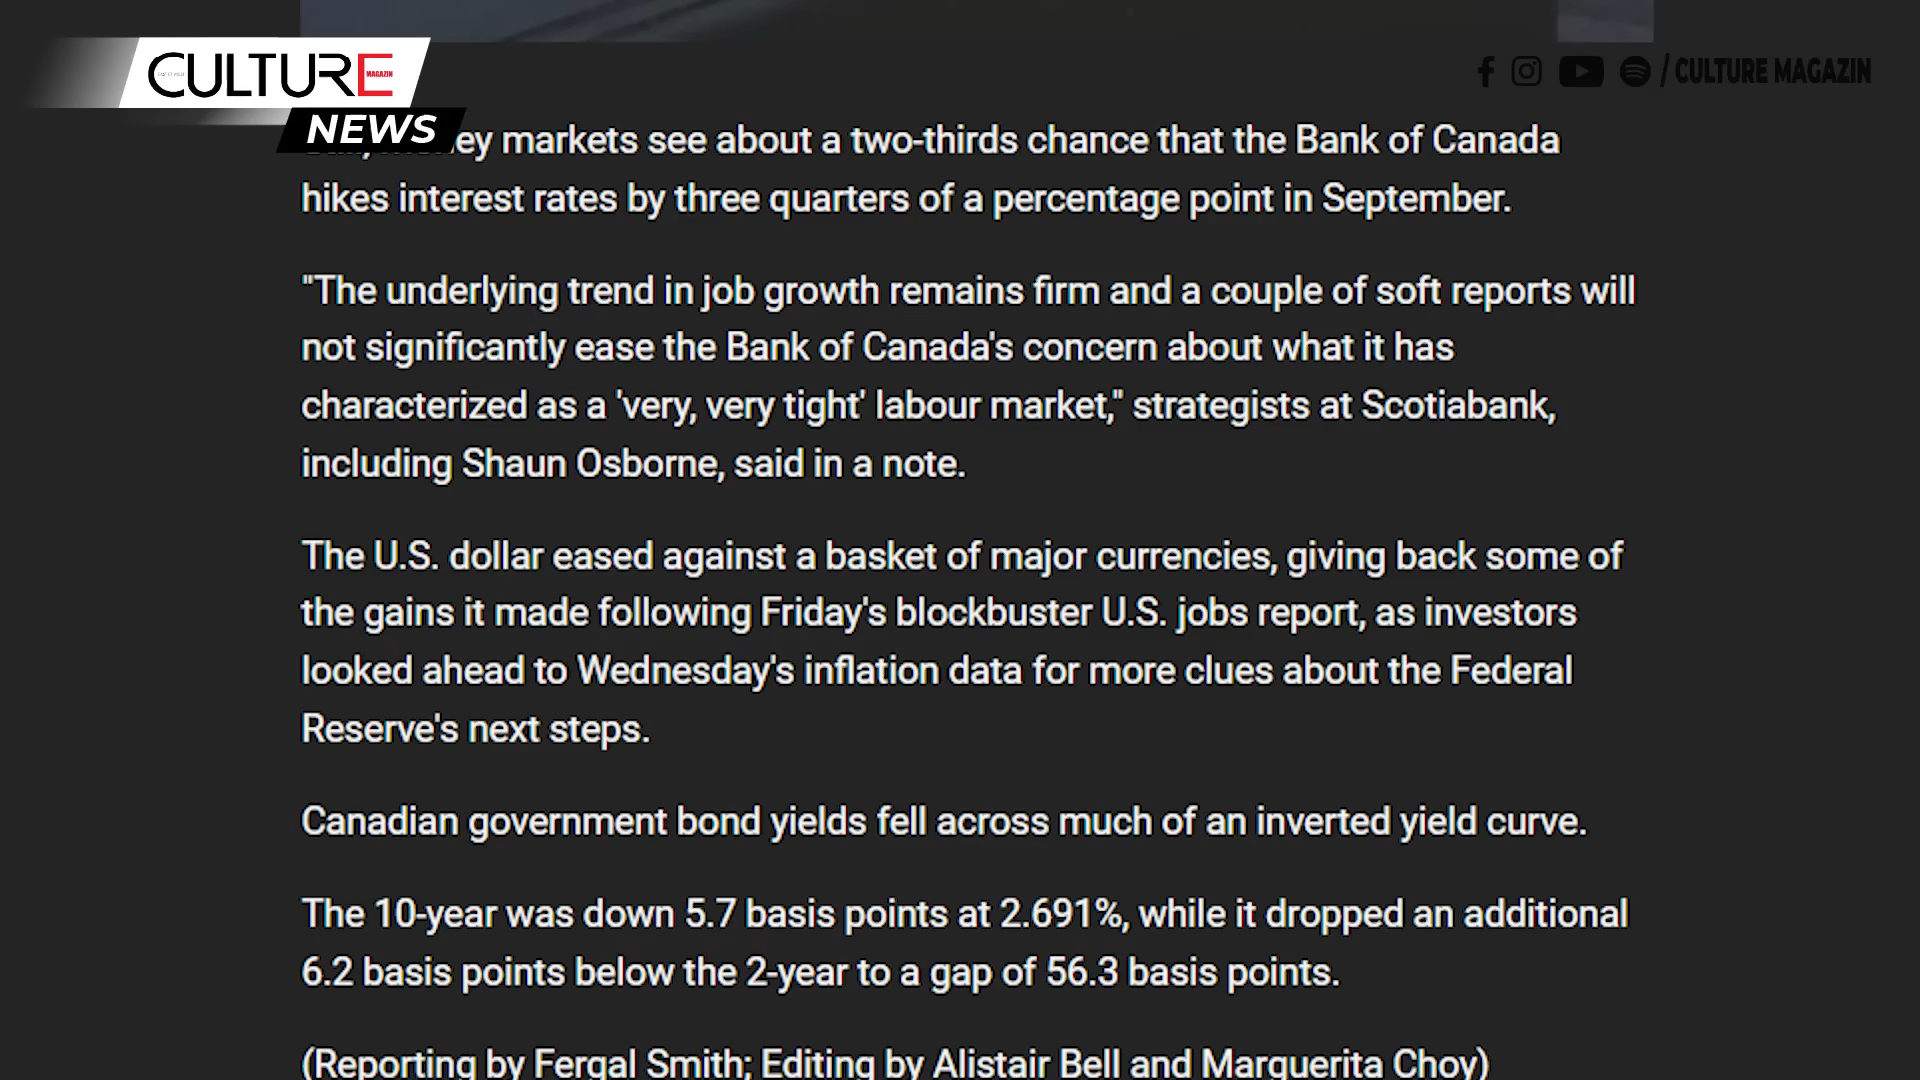 CULTURE
MAGAZIN
NEWS
/ CULTURE MAGAZIN
markets see about a two-thirds chance that the Bank of Canada
hikes interest rates by three quarters of a percentage point in September.
"The underlying trend in job growth remains firm and a couple of soft reports will
not significantly ease the Bank of Canada's concern about what it has
characterized as a 'very, very tight' labour market," strategists at Scotiabank,
including Shaun Osborne, said in a note.
The U.S. dollar eased against a basket of major currencies, giving back some of
the gains it made following Friday's blockbuster U.S. jobs report, as investors
looked ahead to Wednesday's inflation data for more clues about the Federal
Reserve's next steps.
Canadian government bond yields fell across much of an inverted yield curve.
The 10-year was down 5.7 basis points at 2.691%, while it dropped an additional
6.2 basis points below the 2-year to a gap of 56.3 basis points.
(Reporting by Fergal Smith; Editing by Alistair Bell and Marguerita Choy)